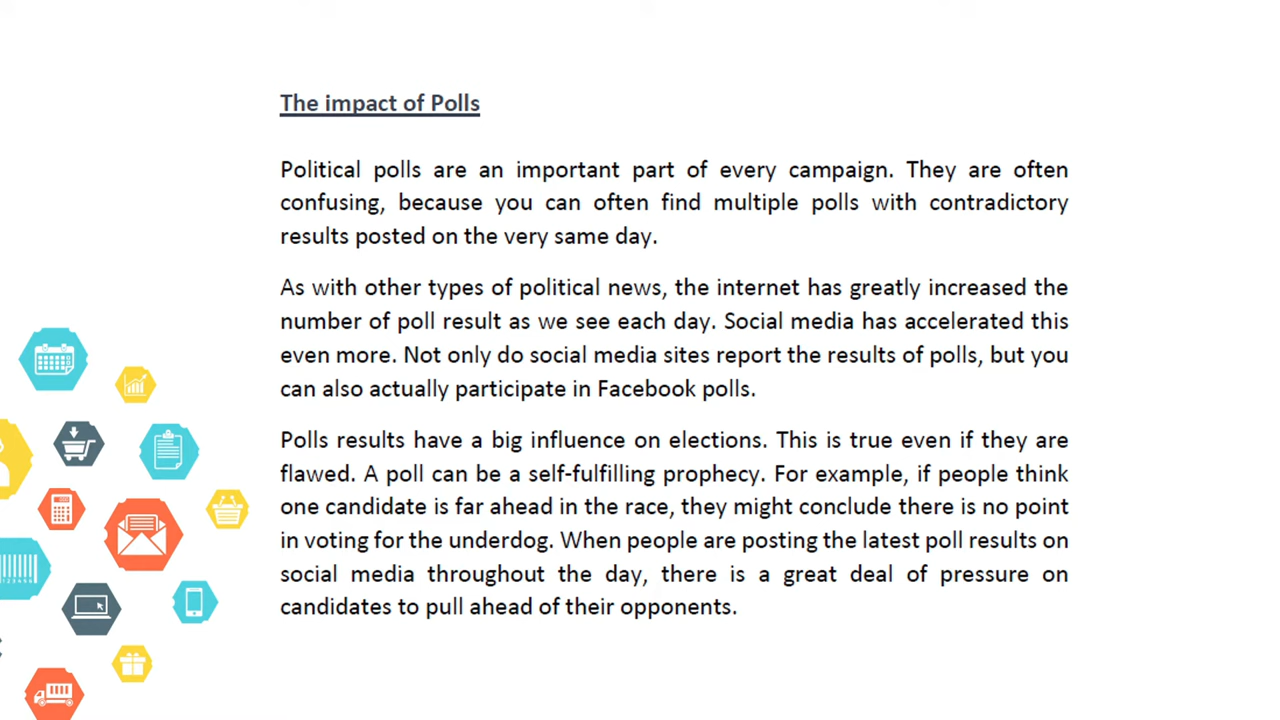 The impact of Polls
Political polls are an important part of every campaign. They are often
confusing, because you can often find multiple polls with contradictory
results posted on the very same day.
As with other types of political news, the internet has greatly increased the
number of poll result as we see each day. Social media has accelerated this
even more. Not only do social media sites report the results of polls, but you
can also actually participate in Facebook polls.
Polls results have a big influence on elections. This is true even if they are
flawed. A poll can be a self-fulfilling prophecy. For example, if people think
one candidate is far ahead in the race, they might conclude there is no point
in voting for the underdog. When people are posting the latest poll results on
social media throughout the day, there is a great deal of pressure on
candidates to pull ahead of their opponents.